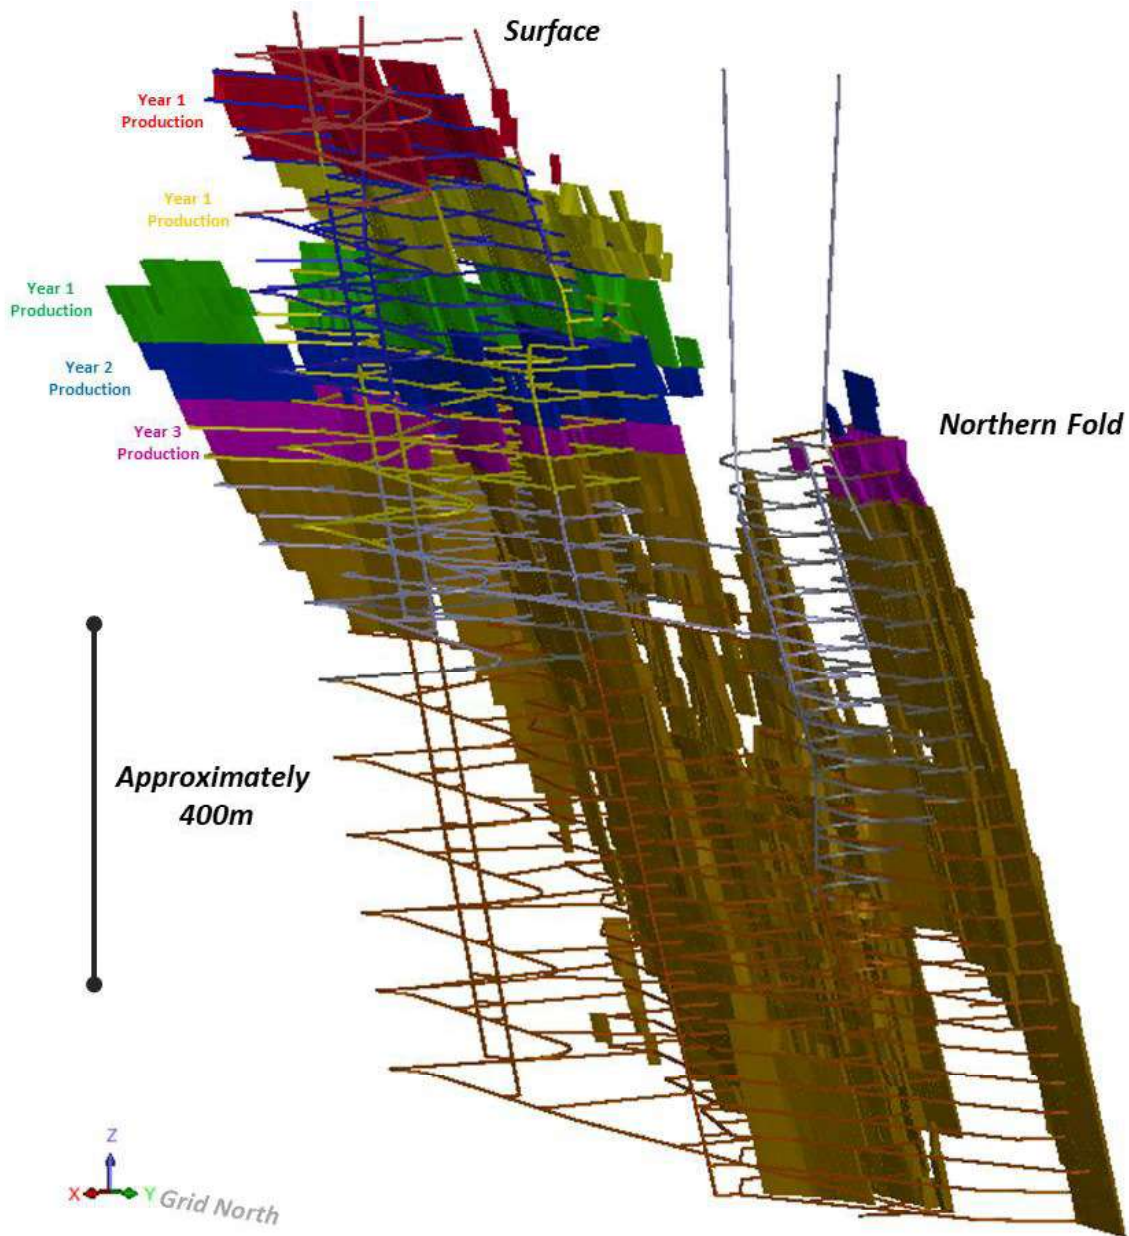 Surface
Year 1
Production
Year 1
Production
Year 1
Production
Year 2
Production
Year 3
Production
Northern Fold
Approximately
400m
Z
X
Y
Grid North